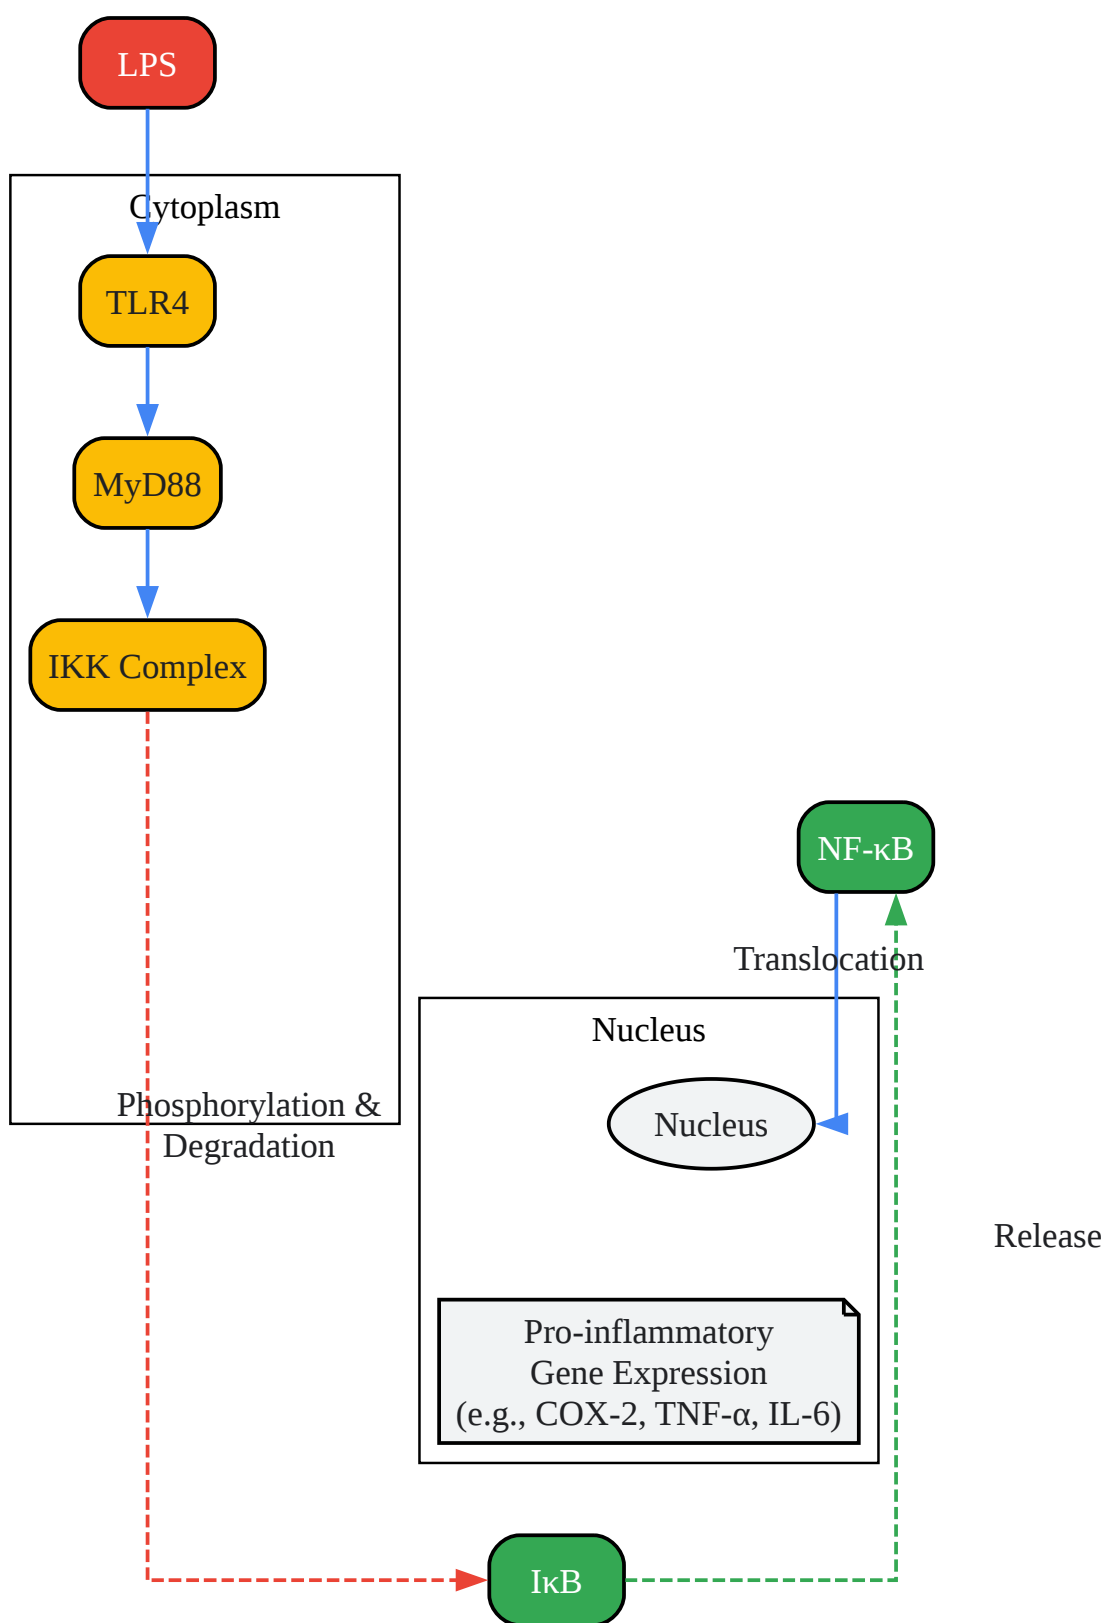 LPS
Cytoplasm
TLR4
MyD88
IKK Complex
NF-κB
Translocation
Nucleus
Phosphorylation &
Degradation
Nucleus
Release
Pro-inflammatory
Gene Expression
(e.g., COX-2, TNF-α, IL-6)
IκB